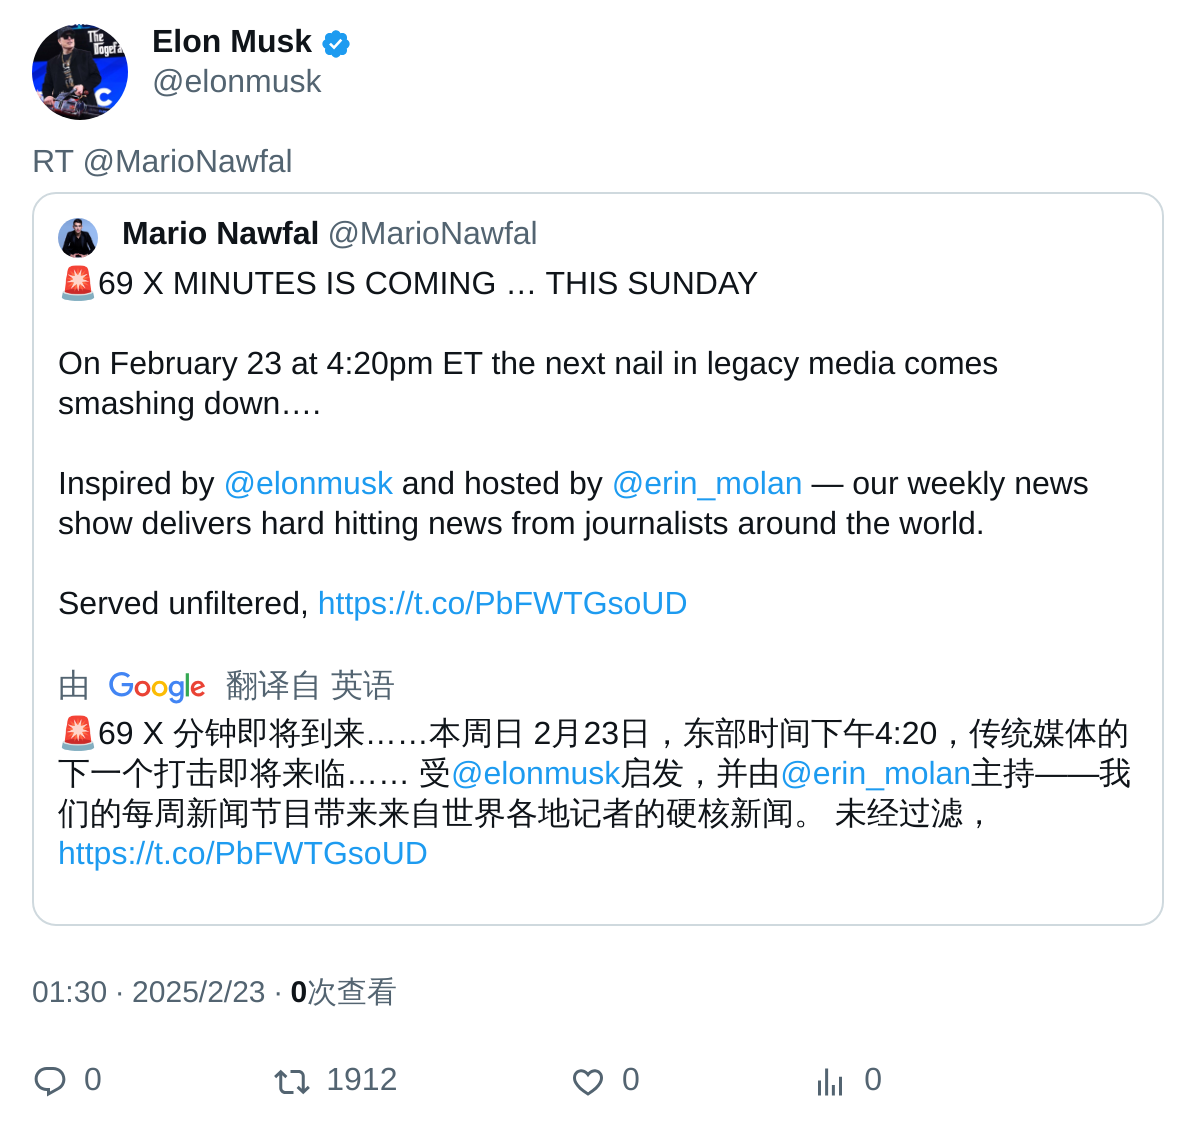 The
Dogefa
C
Elon Musk
@elonmusk
RT @MarioNawfal
Mario Nawfal @MarioNawfal
🚨69 X MINUTES IS COMING … THIS SUNDAY
On February 23 at 4:20pm ET the next nail in legacy media comes
smashing down….
Inspired by @elonmusk and hosted by @erin_molan — our weekly news
show delivers hard hitting news from journalists around the world.
Served unfiltered, https://t.co/PbFWTGsoUD
由 Google 翻译自 英语
🚨69 X 分钟即将到来……本周日 2月23日，东部时间下午4:20，传统媒体的
下一个打击即将来临…… 受@elonmusk启发，并由@erin_molan主持——我
们的每周新闻节目带来来自世界各地记者的硬核新闻。 未经过滤，
https://t.co/PbFWTGsoUD
01:30 · 2025/2/23 · 0次查看
0 1912 0 0